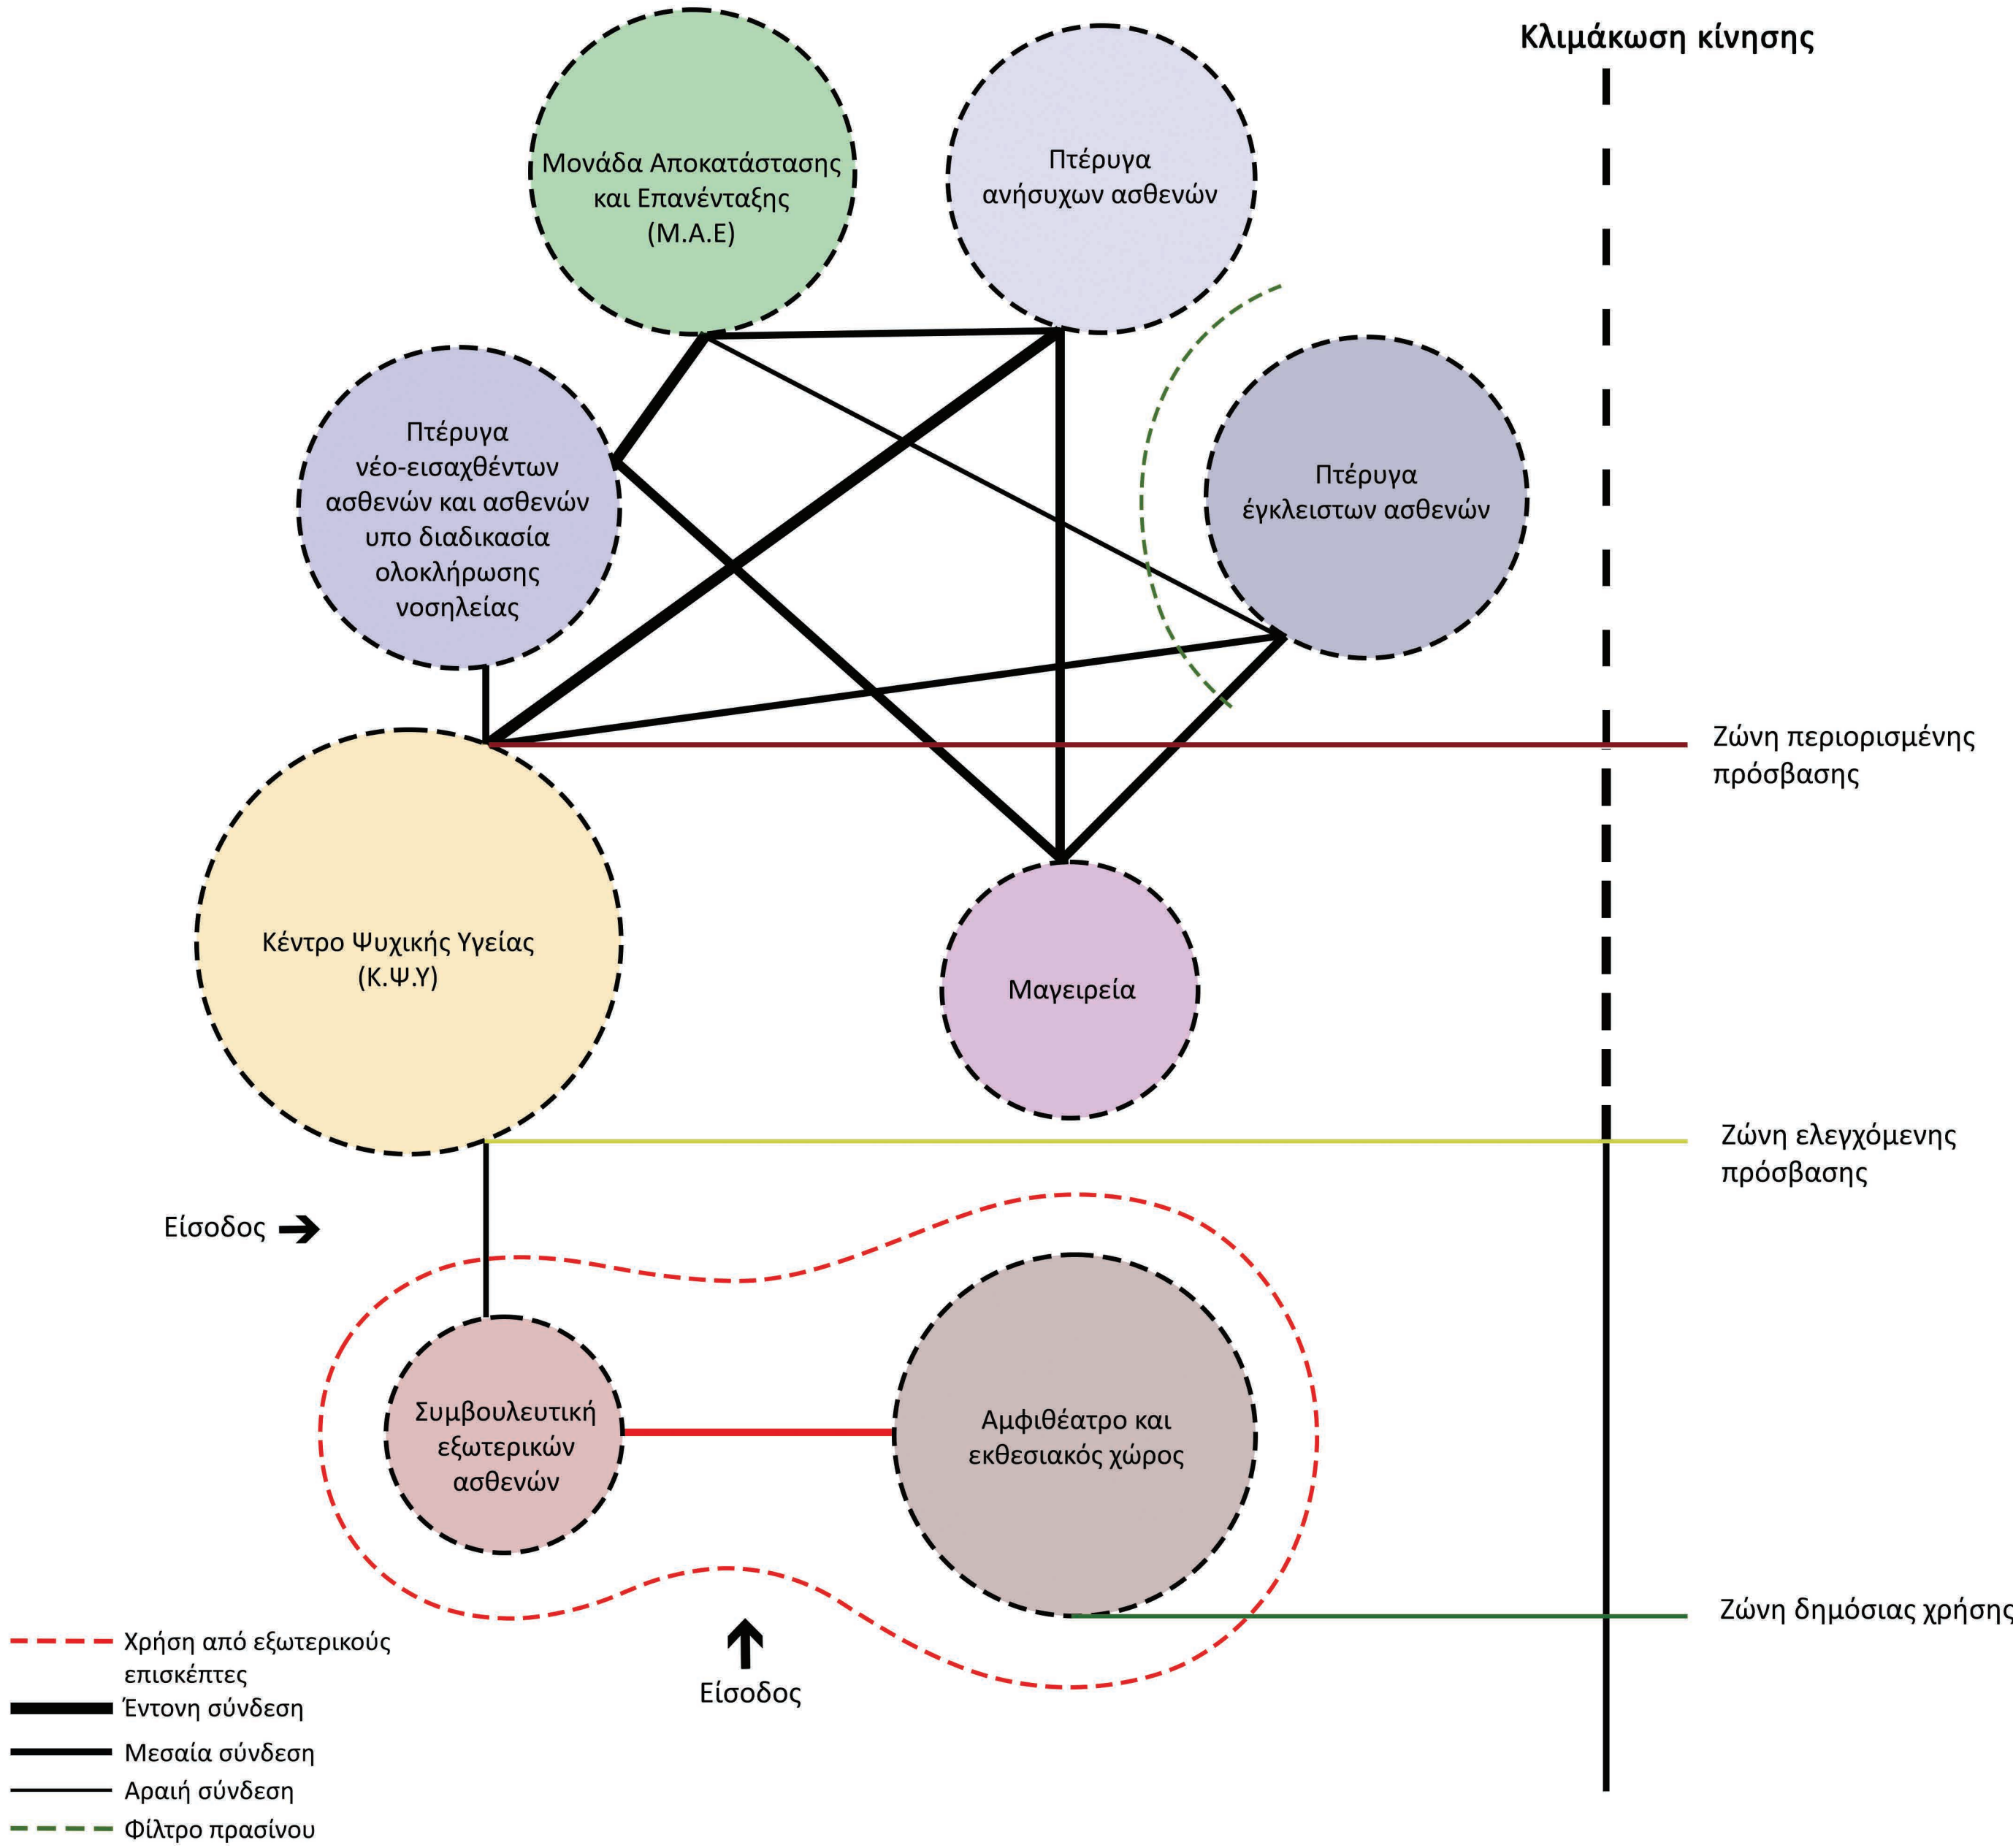 Κλιμάκωση κίνησης
Μονάδα Αποκατάστασης
και Επανένταξης
(Μ.Α.Ε)
Πτέρυγα
ανήσυχων ασθενών
Πτέρυγα
νέο-εισαχθέντων
ασθενών και ασθενών
υπο διαδικασία
ολοκλήρωσης
νοσηλείας
Πτέρυγα
έγκλειστων ασθενών
Ζώνη περιορισμένης
πρόσβασης
Κέντρο Ψυχικής Υγείας
(Κ.Ψ.Υ)
Μαγειρεία
Ζώνη ελεγχόμενης
πρόσβασης
Είσοδος
Συμβουλευτική
εξωτερικών
ασθενών
Αμφιθέατρο και
εκθεσιακός χώρος
Ζώνη δημόσιας χρήσης
Είσοδος
Χρήση από εξωτερικούς
επισκέπτες
Έντονη σύνδεση
Μεσαία σύνδεση
Αραιή σύνδεση
Φίλτρο πρασίνου